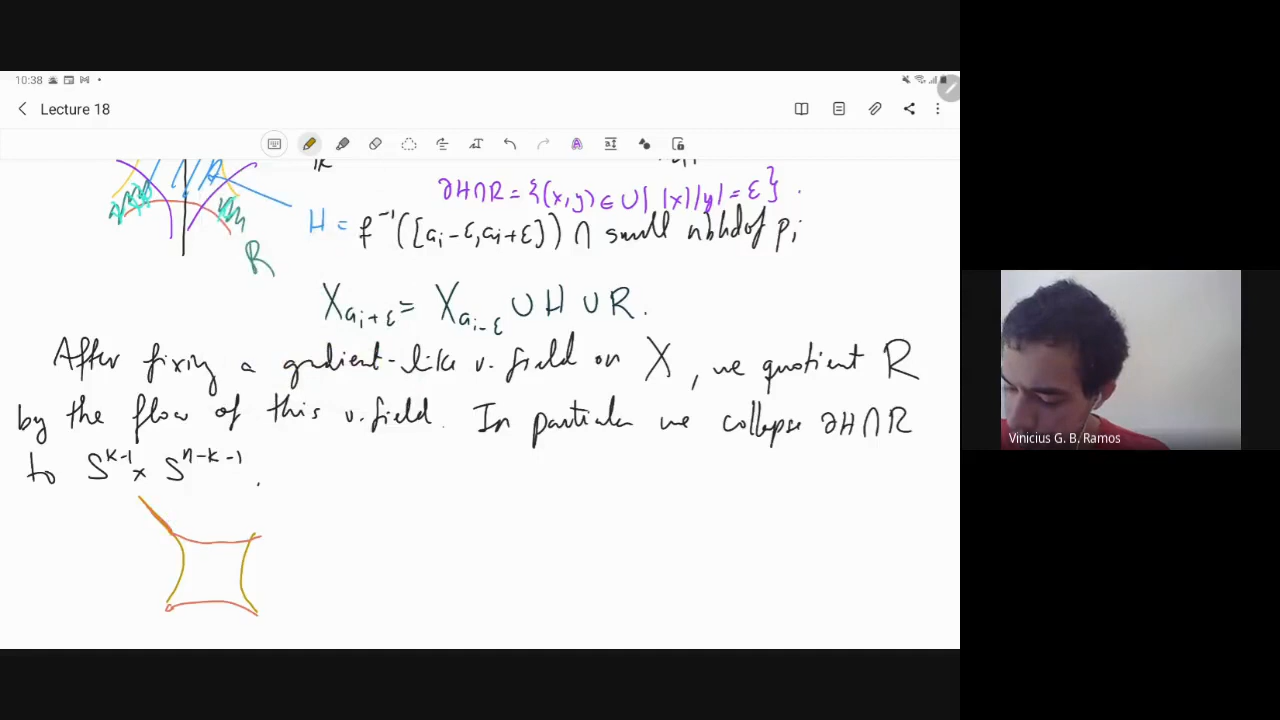 10:38
Lecture 18
∂H∩R = {(x,y) ∈ U | |x||y| = ε}.
H = f⁻¹([aᵢ-ε, aᵢ+ε]) ∩ small nbhd of pᵢ
R
X_{aᵢ+ε} = X_{aᵢ-ε} ∪ H ∪ R.
After fixing a gradient-like v. field on X, we quotient R
by the flow of this v. field. In particular we collapse ∂H∩R
to S^{k-1} × S^{n-k-1}.
Vinicius G. B. Ramos